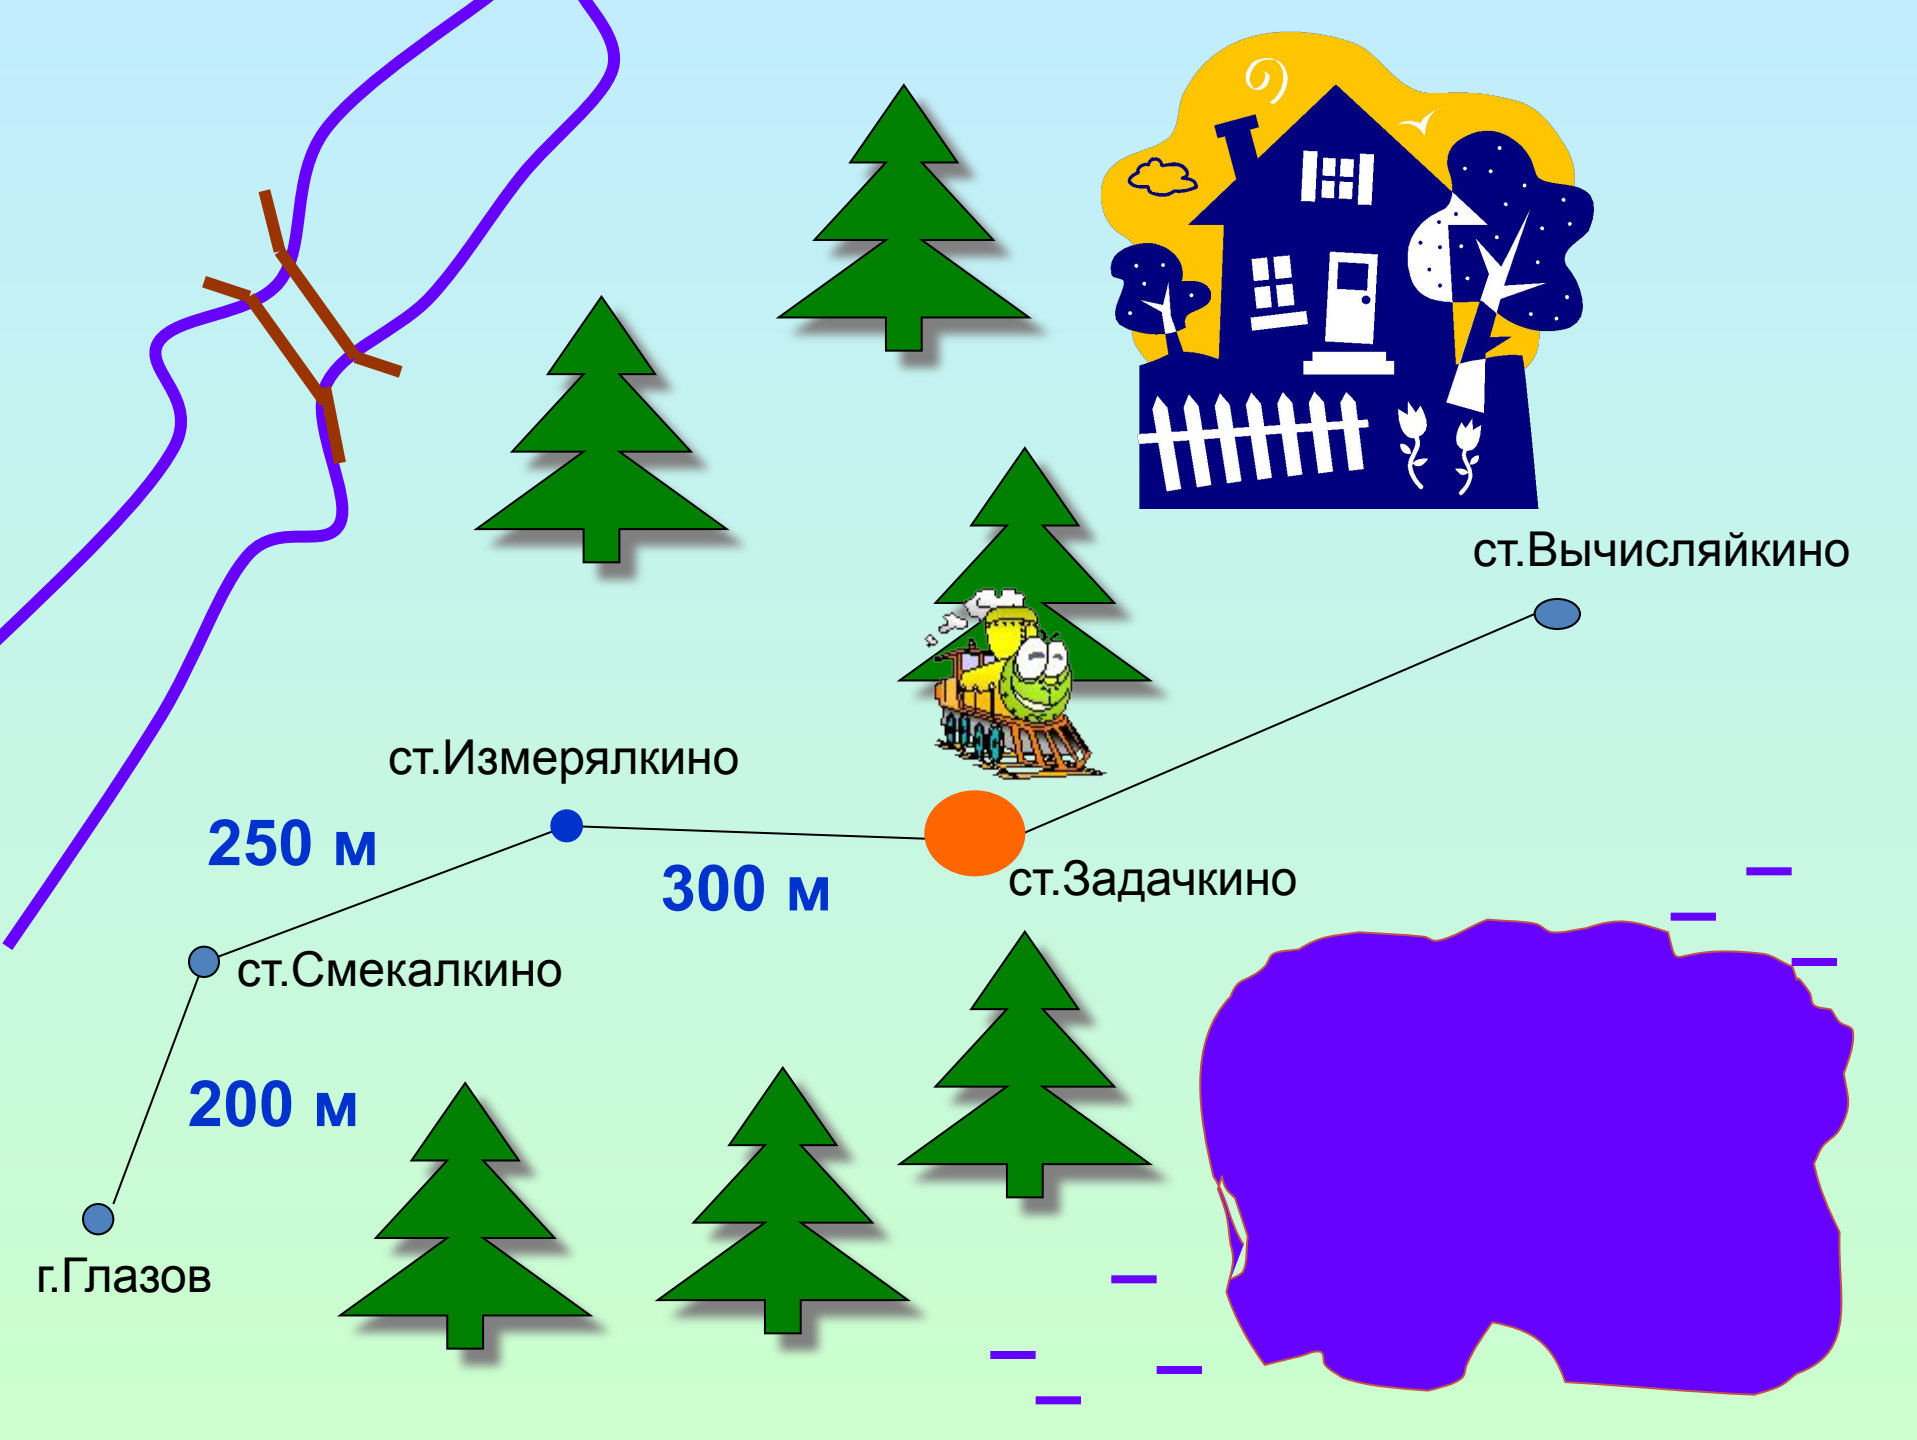 ст.Вычисляйкино
ст.Измерялкино
250 м
300 м
ст.Задачкино
ст.Смекалкино
200 м
г.Глазов